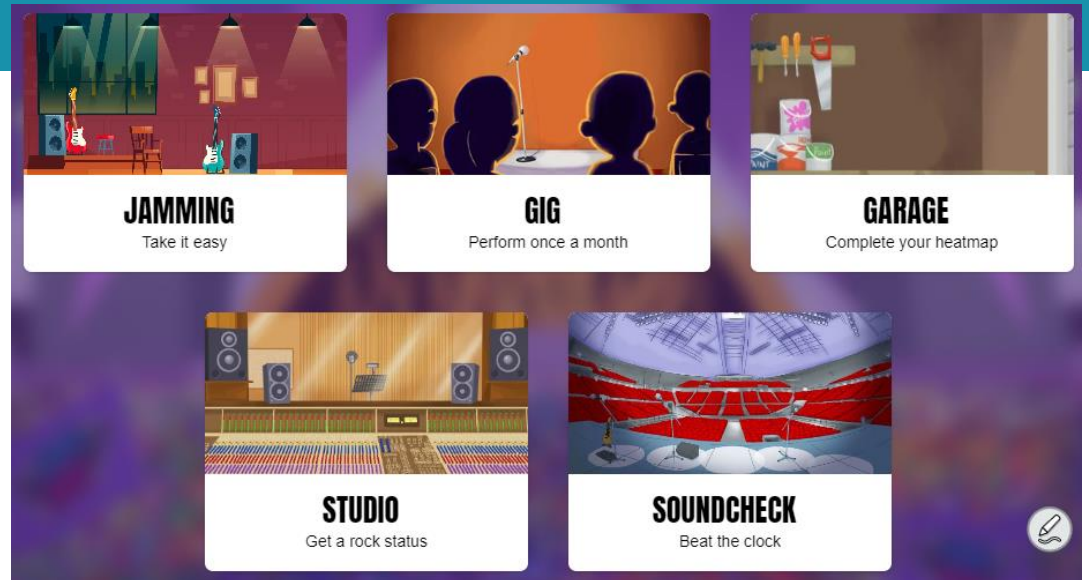 JAMMING
Take it easy
GIG
Perform once a month
GARAGE
Complete your heatmap
STUDIO
Get a rock status
SOUNDCHECK
Beat the clock